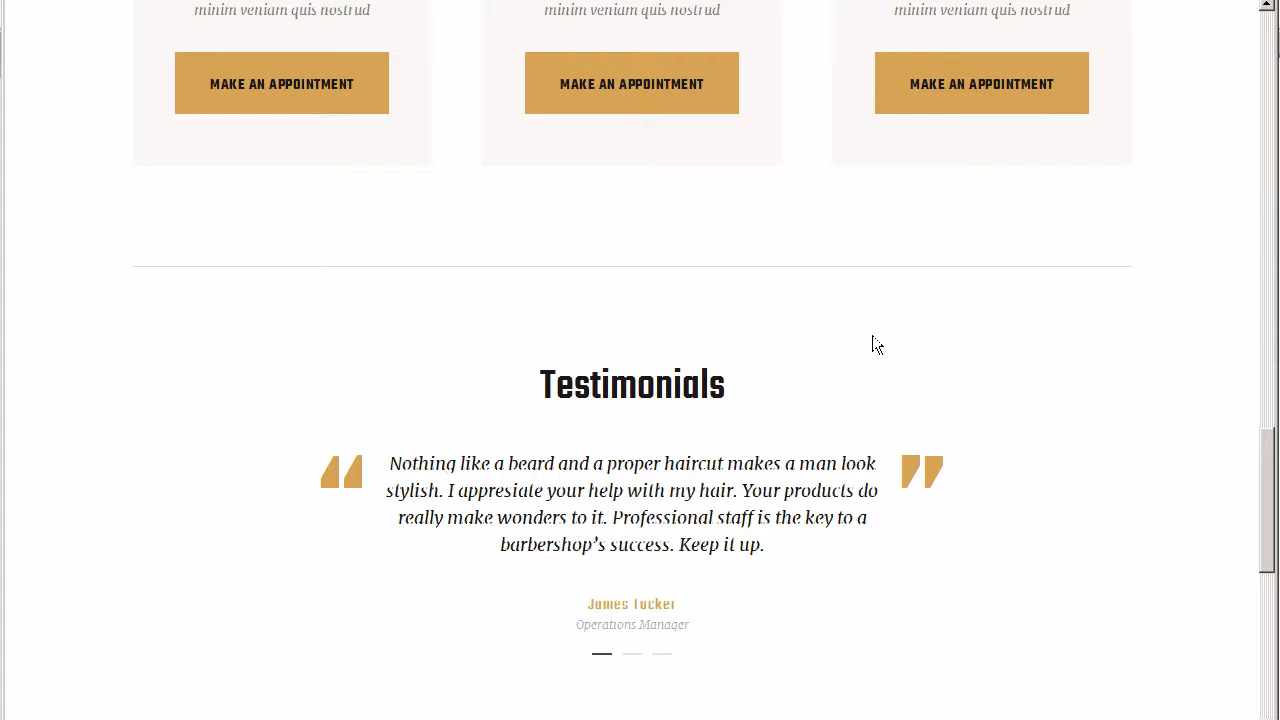 minim veniam quis nostrud minim veniam quis nostrud minim veniam quis nostrud
MAKE AN APPOINTMENT MAKE AN APPOINTMENT MAKE AN APPOINTMENT
Testimonials
“ Nothing like a beard and a proper haircut makes a man look ”
stylish. I appresiate your help with my hair. Your products do
really make wonders to it. Professional staff is the key to a
barbershop’s success. Keep it up.
James Tucker
Operations Manager